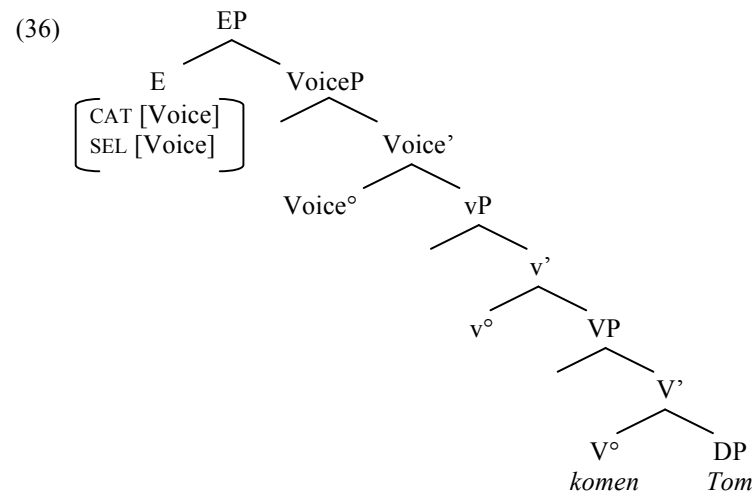 (36)
EP
E VoiceP
CAT [Voice]
SEL [Voice]
Voice’
Voice° vP
v’
v° VP
V’
V° DP
komen Tom